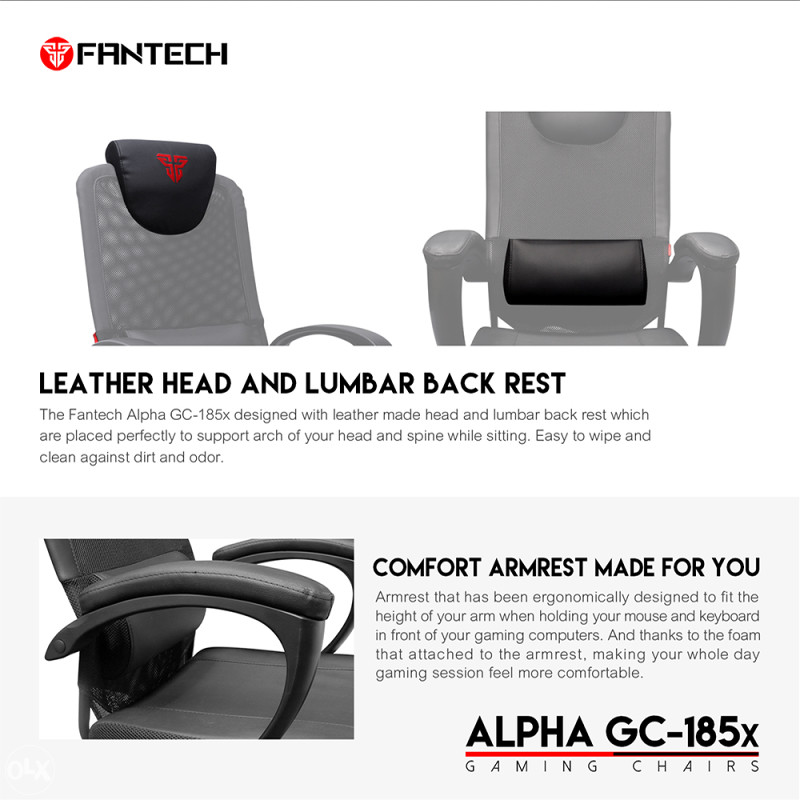 FANTECH
LEATHER HEAD AND LUMBAR BACK REST
The Fantech Alpha GC-185x designed with leather made head and lumbar back rest which
are placed perfectly to support arch of your head and spine while sitting. Easy to wipe and
clean against dirt and odor.
COMFORT ARMREST MADE FOR YOU
Armrest that has been ergonomically designed to fit the
height of your arm when holding your mouse and keyboard
in front of your gaming computers. And thanks to the foam
that attached to the armrest, making your whole day
gaming session feel more comfortable.
ALPHA GC-185x
GAMING CHAIRS
OLX